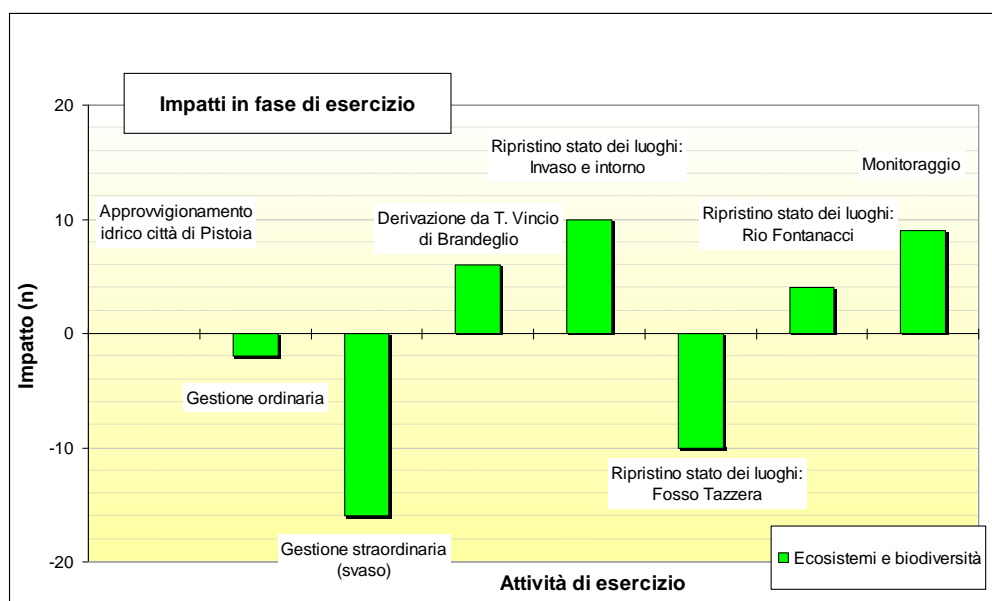 Impatti in fase di esercizio
20
10
0
-10
-20
Impatto (n)
Approvvigionamento
idrico città di Pistoia
Gestione ordinaria
Gestione straordinaria
(svaso)
Derivazione da T. Vincio
di Brandeglio
Ripristino stato dei luoghi:
Invaso e intorno
Ripristino stato dei luoghi:
Fosso Tazzera
Ripristino stato dei luoghi:
Rio Fontanacci
Monitoraggio
Attività di esercizio
Ecosistemi e biodiversità